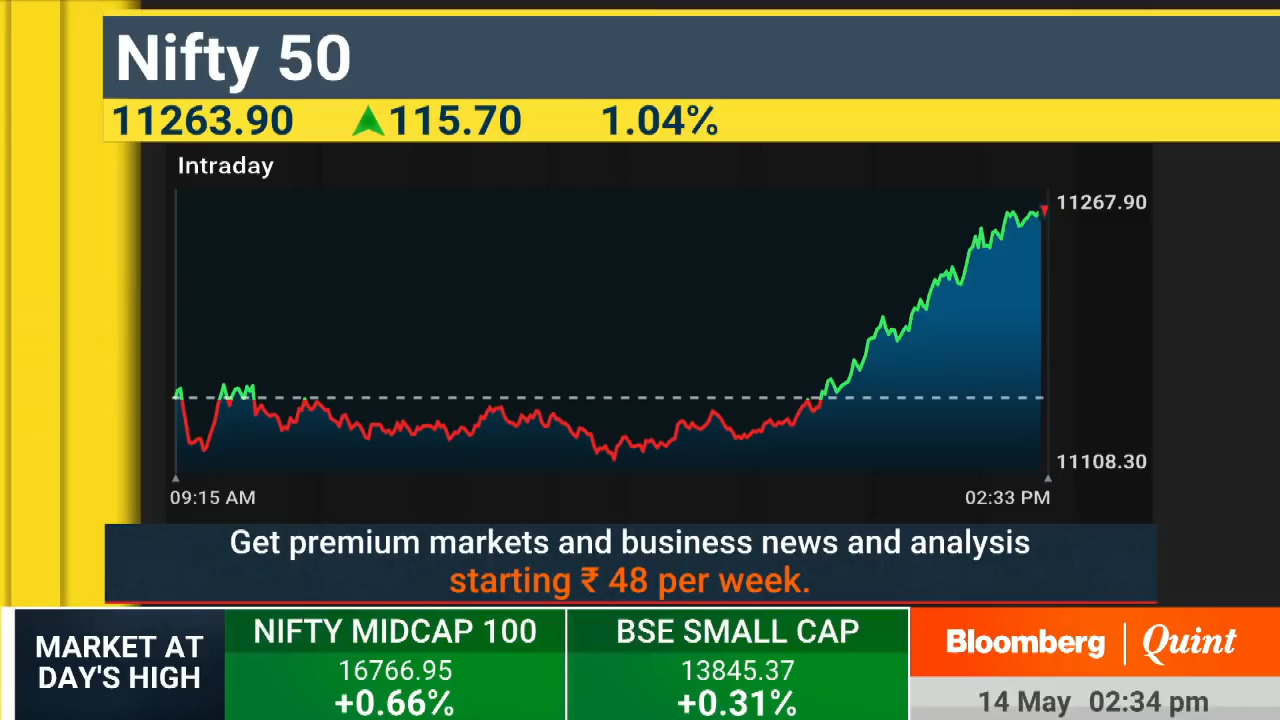 Nifty 50
11263.90 ▲ 115.70 1.04%
Intraday
11267.90
11108.30
09:15 AM 02:33 PM
Get premium markets and business news and analysis
starting ₹ 48 per week.
MARKET AT
DAY'S HIGH
NIFTY MIDCAP 100
16766.95
+0.66%
BSE SMALL CAP
13845.37
+0.31%
Bloomberg | Quint
14 May 02:34 pm